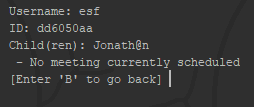 Username: esf
ID: dd6050aa
Child(ren): Jonath@n
 - No meeting currently scheduled
[Enter 'B' to go back]